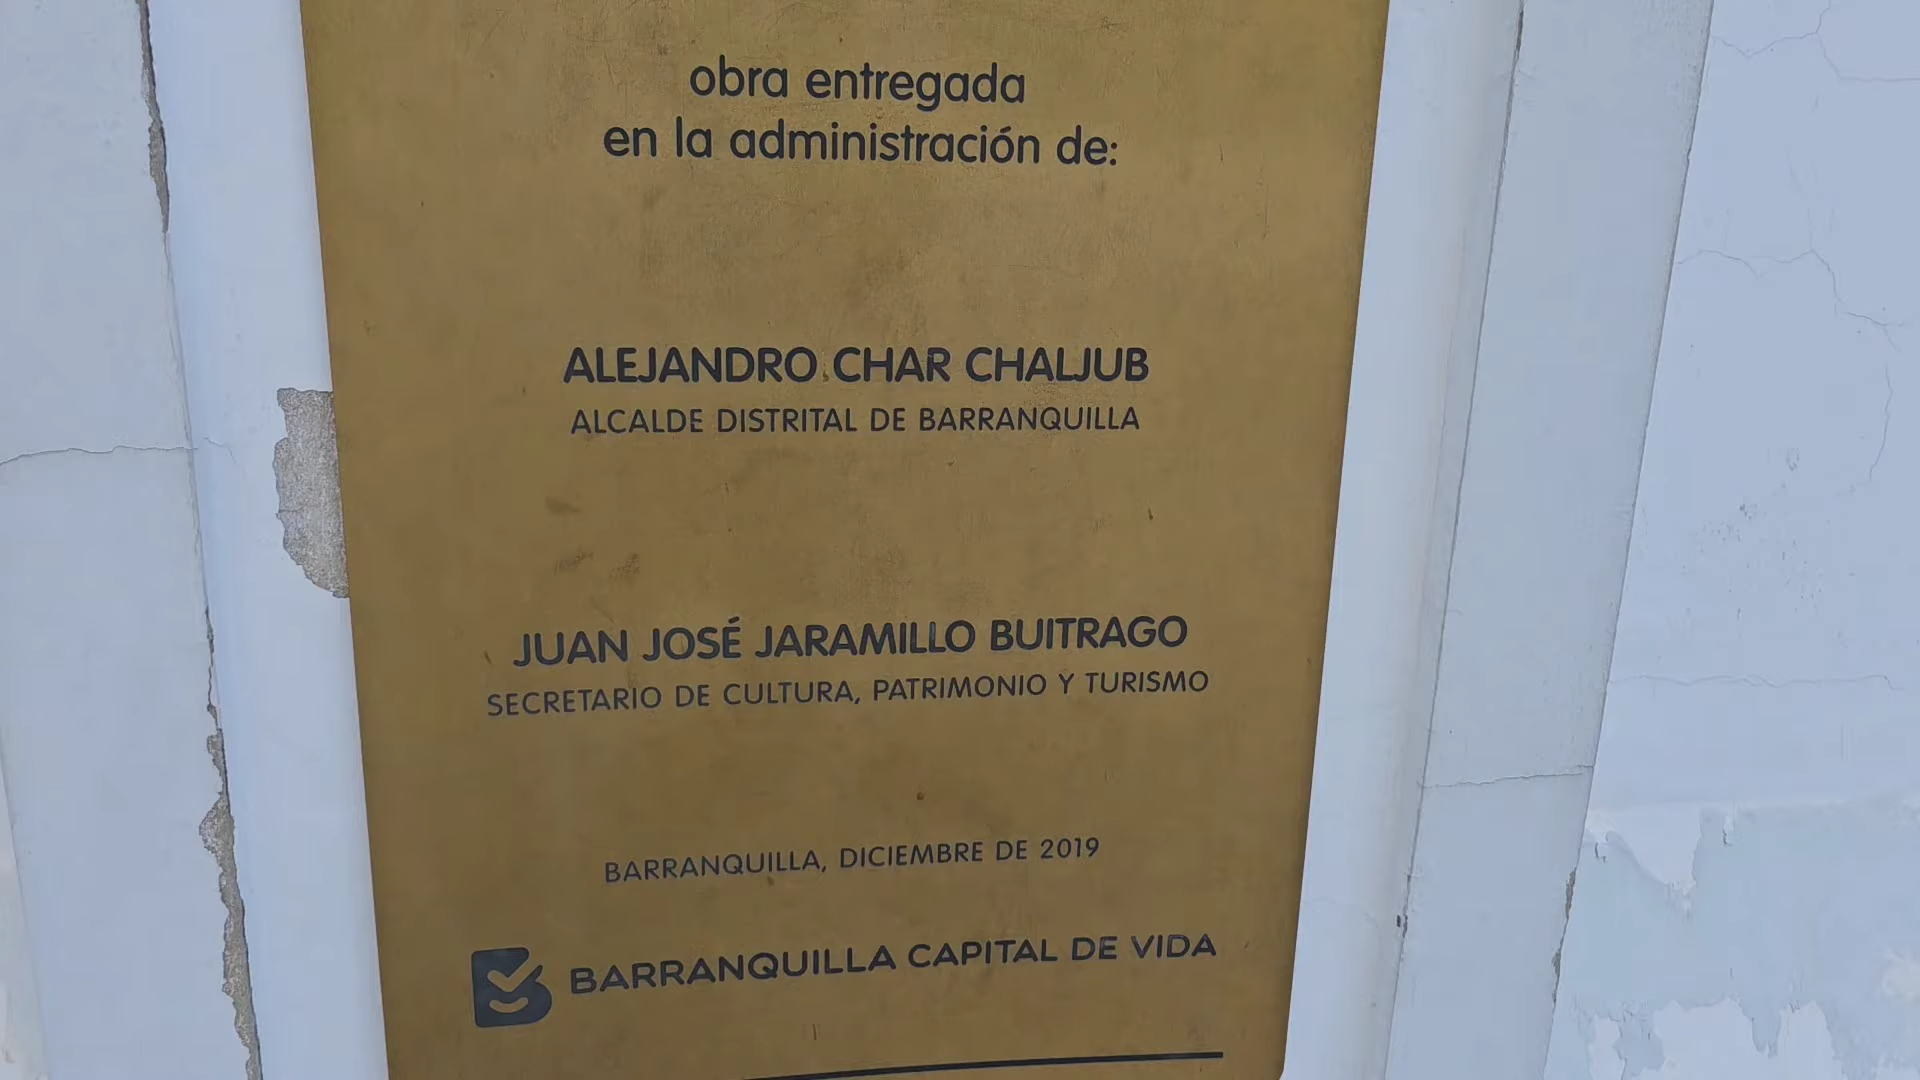 obra entregada
en la administración de:
ALEJANDRO CHAR CHALJUB
ALCALDE DISTRITAL DE BARRANQUILLA
JUAN JOSÉ JARAMILLO BUITRAGO
SECRETARIO DE CULTURA, PATRIMONIO Y TURISMO
BARRANQUILLA, DICIEMBRE DE 2019
BARRANQUILLA CAPITAL DE VIDA